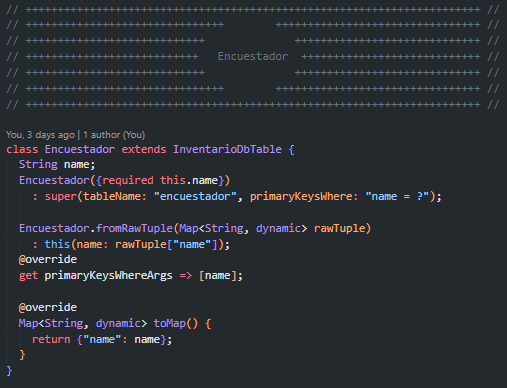 // ++++++++++++++++++++++++++++++++++++++++++++++++++++++++++++++++++++++++ //
// +++++++++++++++++++++++++++++++        ++++++++++++++++++++++++++++++++ //
// ++++++++++++++++++++++++++++              +++++++++++++++++++++++++++++ //
// +++++++++++++++++++++++++++   Encuestador  ++++++++++++++++++++++++++++ //
// ++++++++++++++++++++++++++++              +++++++++++++++++++++++++++++ //
// +++++++++++++++++++++++++++++++        ++++++++++++++++++++++++++++++++ //
// ++++++++++++++++++++++++++++++++++++++++++++++++++++++++++++++++++++++++ //
You, 3 days ago | 1 author (You)
class Encuestador extends InventarioDbTable {
  String name;
  Encuestador({required this.name})
    : super(tableName: "encuestador", primaryKeysWhere: "name = ?");

  Encuestador.fromRawTuple(Map<String, dynamic> rawTuple)
    : this(name: rawTuple["name"]);
  @override
  get primaryKeysWhereArgs => [name];

  @override
  Map<String, dynamic> toMap() {
    return {"name": name};
  }
}